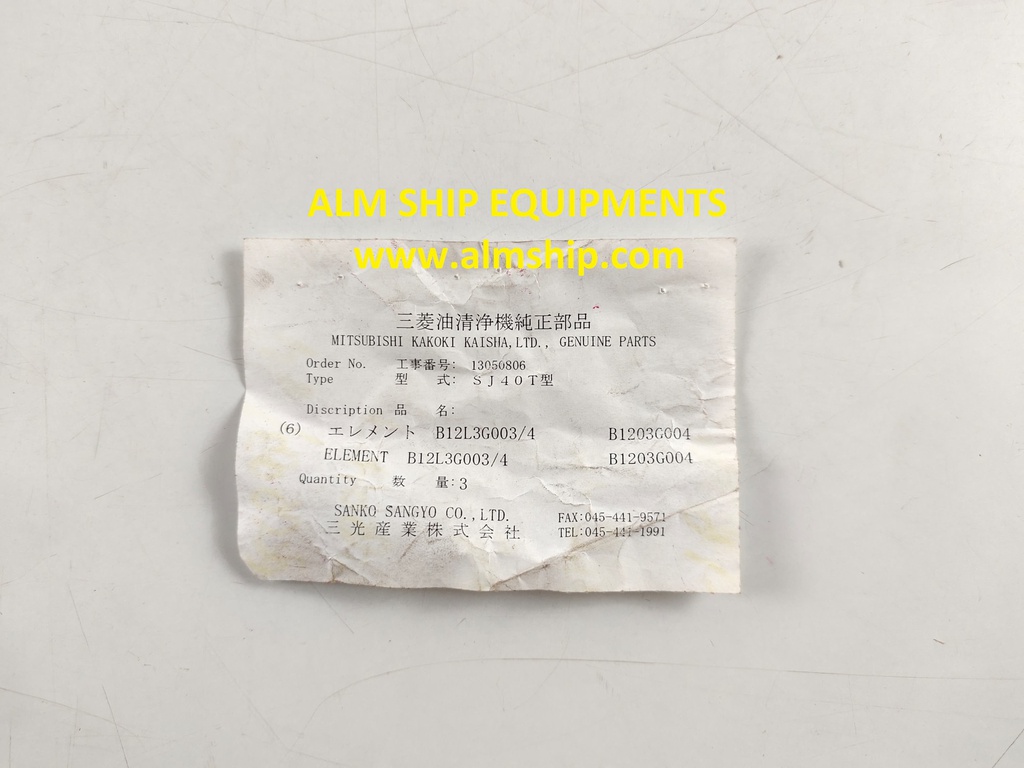 ALM SHIP EQUIPMENTS
www.almship.com
三菱油清浄機純正部品
MITSUBISHI KAKOKI KAISHA,LTD., GENUINE PARTS
Order No. 工事番号: 13050806
Type 型 式: SJ40T型
Discription 品 名:
(6) エレメント B12L3G003/4 B1203G004
ELEMENT B12L3G003/4 B1203G004
Quantity 数 量:3
SANKO SANGYO CO.,LTD. FAX:045-441-9571
三光産業株式会社 TEL:045-441-1991